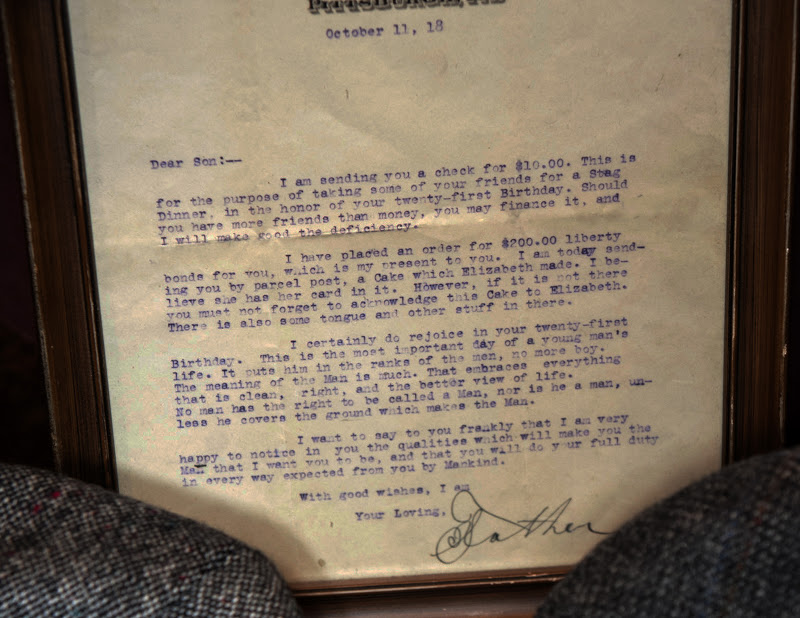 PITTSBURGH, PA.
October 11, 18
Dear Son:--
I am sending you a check for $10.00. This is
for the purpose of taking some of your friends for a Stag
Dinner, in the honor of your twenty-first Birthday. Should
you have more friends than money, you may finance it, and
I will make good the deficiency.
I have placed an order for $200.00 liberty
bonds for you, which is my present to you. I am today send-
ing you by parcel post, a Cake which Elizabeth made. I be-
lieve she has her card in it. However, if it is not there
you must not forget to acknowledge this Cake to Elizabeth.
There is also some tongue and other stuff in there.
I certainly do rejoice in your twenty-first
Birthday. This is the most important day of a young man's
life. It puts him in the ranks of the men, no more boy.
The meaning of the Man is much. That embraces everything
that is clean, right, and the better view of life.
No man has the right to be called a Man, nor is he a man, un-
less he covers the ground which makes the Man.
I want to say to you frankly that I am very
happy to notice in you the qualities which will make you the
Man that I want you to be, and that you will do your full duty
in every way expected from you by Mankind.
With good wishes, I am
Your Loving,
Father